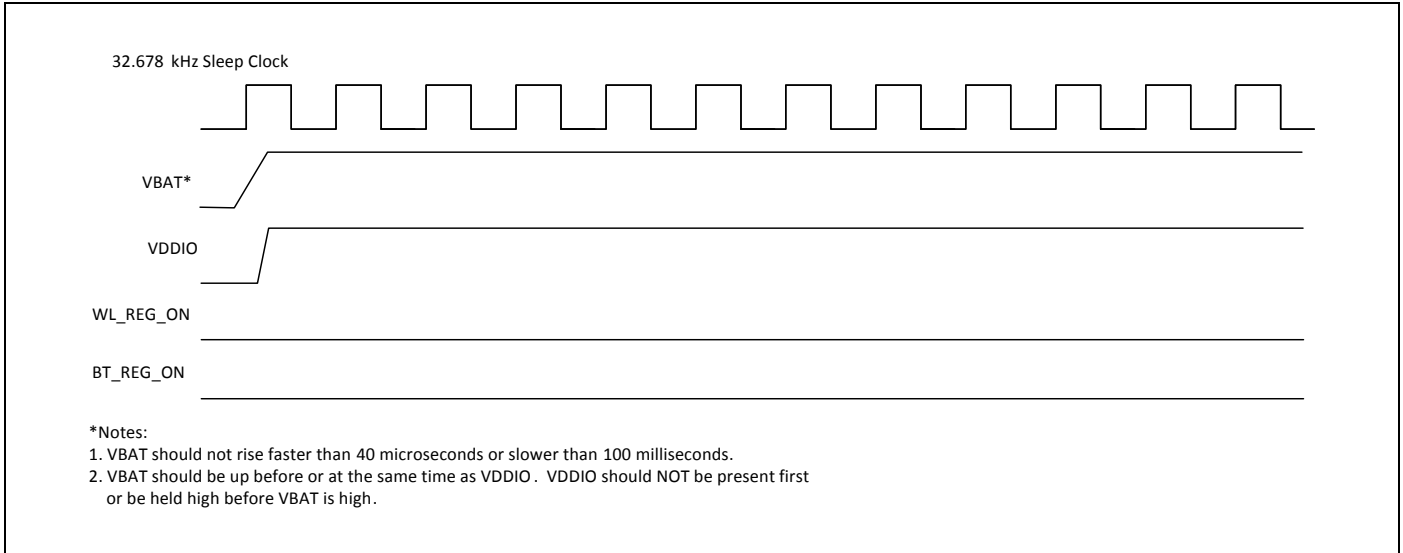 32.678 kHz Sleep Clock
VBAT*
VDDIO
WL_REG_ON
BT_REG_ON
*Notes:
1. VBAT should not rise faster than 40 microseconds or slower than 100 milliseconds.
2. VBAT should be up before or at the same time as VDDIO. VDDIO should NOT be present first
or be held high before VBAT is high.